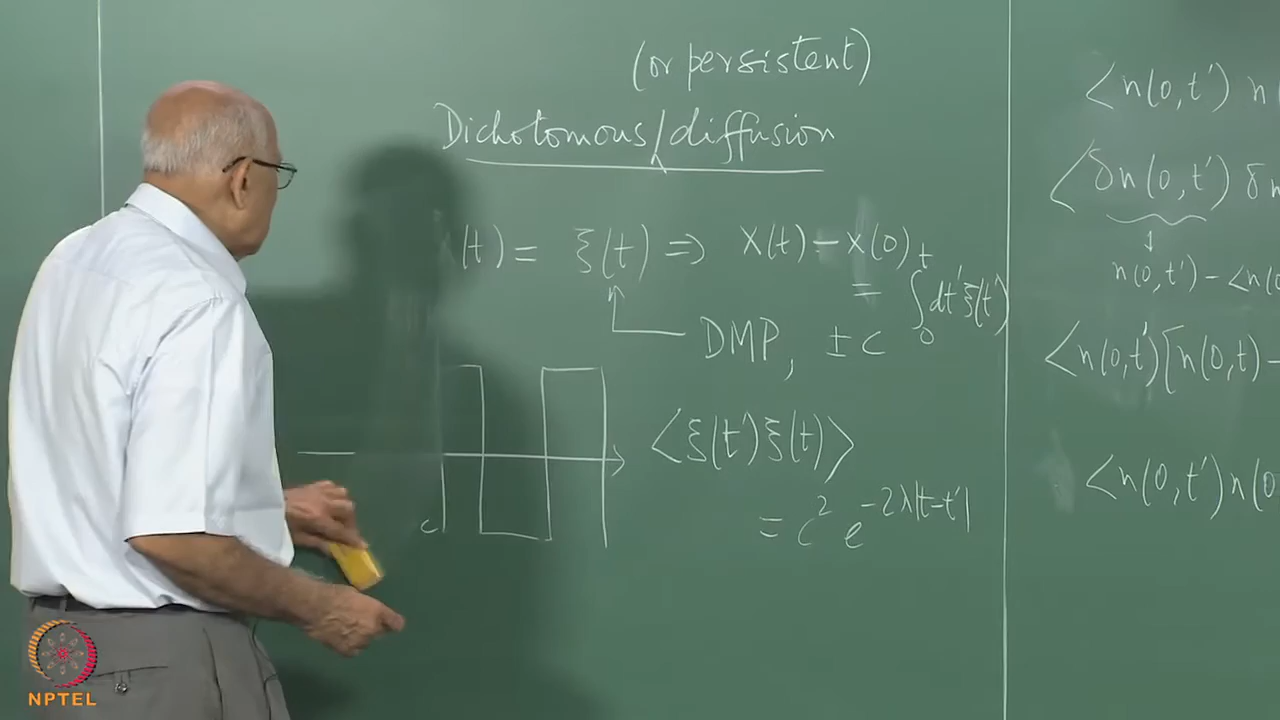 (or persistent)
Dichotomous/diffusion
(t) = ξ(t) ⇒ X(t) - X(0)
= ∫₀ᵗ dt'ξ(t')
DMP, ±c
⟨ξ(t')ξ(t)⟩
= c² e^{-2λ|t-t'|}
c
⟨n(0,t') n
⟨δn(0,t') δn
↓
n(0,t') - ⟨n(0
⟨n(0,t')[n(0,t) -
⟨n(0,t')n(0
NPTEL